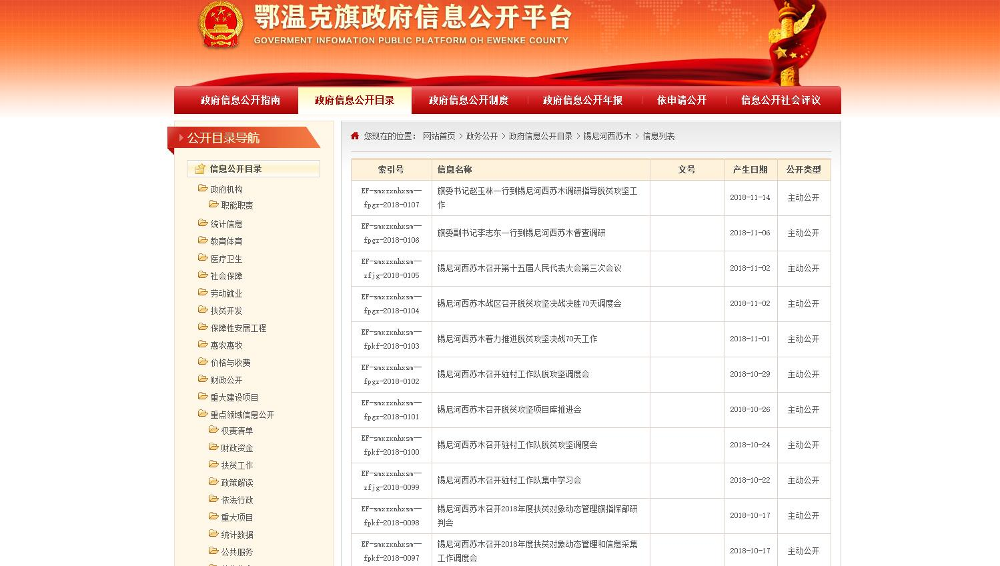 鄂温克旗政府信息公开平台
GOVERMENT INFOMATION PUBLIC PLATFORM OH EWENKE COUNTY
政府信息公开指南 政府信息公开目录 政府信息公开制度 政府信息公开年报 依申请公开 信息公开社会评议
公开目录导航
信息公开目录
政府机构
职能职责
统计信息
教育体育
医疗卫生
社会保障
劳动就业
扶贫开发
保障性安居工程
惠农惠牧
价格与收费
财政公开
重大建设项目
重点领域信息公开
权责清单
财政资金
扶贫工作
政策解读
依法行政
重大项目
统计数据
公共服务
您现在的位置： 网站首页 > 政务公开 > 政府信息公开目录 > 锡尼河西苏木 > 信息列表
索引号 信息名称 文号 产生日期 公开类型
EF-smxzxnhxsm—
fpgz-2018-0107
旗委书记赵玉林一行到锡尼河西苏木调研指导脱贫攻坚工
作
2018-11-14 主动公开
EF-smxzxnhxsm—
fpgz-2018-0106
旗委副书记李志东一行到锡尼河西苏木督查调研
2018-11-06 主动公开
EF-smxzxnhxsm—
zfjg-2018-0105
锡尼河西苏木召开第十五届人民代表大会第三次会议
2018-11-02 主动公开
EF-smxzxnhxsm—
fpgz-2018-0104
锡尼河西苏木战区召开脱贫攻坚决战决胜70天调度会
2018-11-02 主动公开
EF-smxzxnhxsm—
fpkf-2018-0103
锡尼河西苏木着力推进脱贫攻坚决战70天工作
2018-11-01 主动公开
EF-smxzxnhxsm—
fpgz-2018-0102
锡尼河西苏木召开驻村工作队脱攻坚调度会
2018-10-29 主动公开
EF-smxzxnhxsm—
fpgz-2018-0101
锡尼河西苏木召开脱贫攻坚项目库推进会
2018-10-26 主动公开
EF-smxzxnhxsm—
fpkf-2018-0100
锡尼河西苏木召开驻村工作队脱贫攻坚调度会
2018-10-24 主动公开
EF-smxzxnhxsm—
zfjg-2018-0099
锡尼河西苏木召开驻村工作队集中学习会
2018-10-22 主动公开
EF-smxzxnhxsm—
fpkf-2018-0098
锡尼河西苏木召开2018年度扶贫对象动态管理旗指挥部研
判会
2018-10-17 主动公开
EF-smxzxnhxsm—
fpkf-2018-0097
锡尼河西苏木召开2018年度扶贫对象动态管理和信息采集
工作调度会
2018-10-17 主动公开